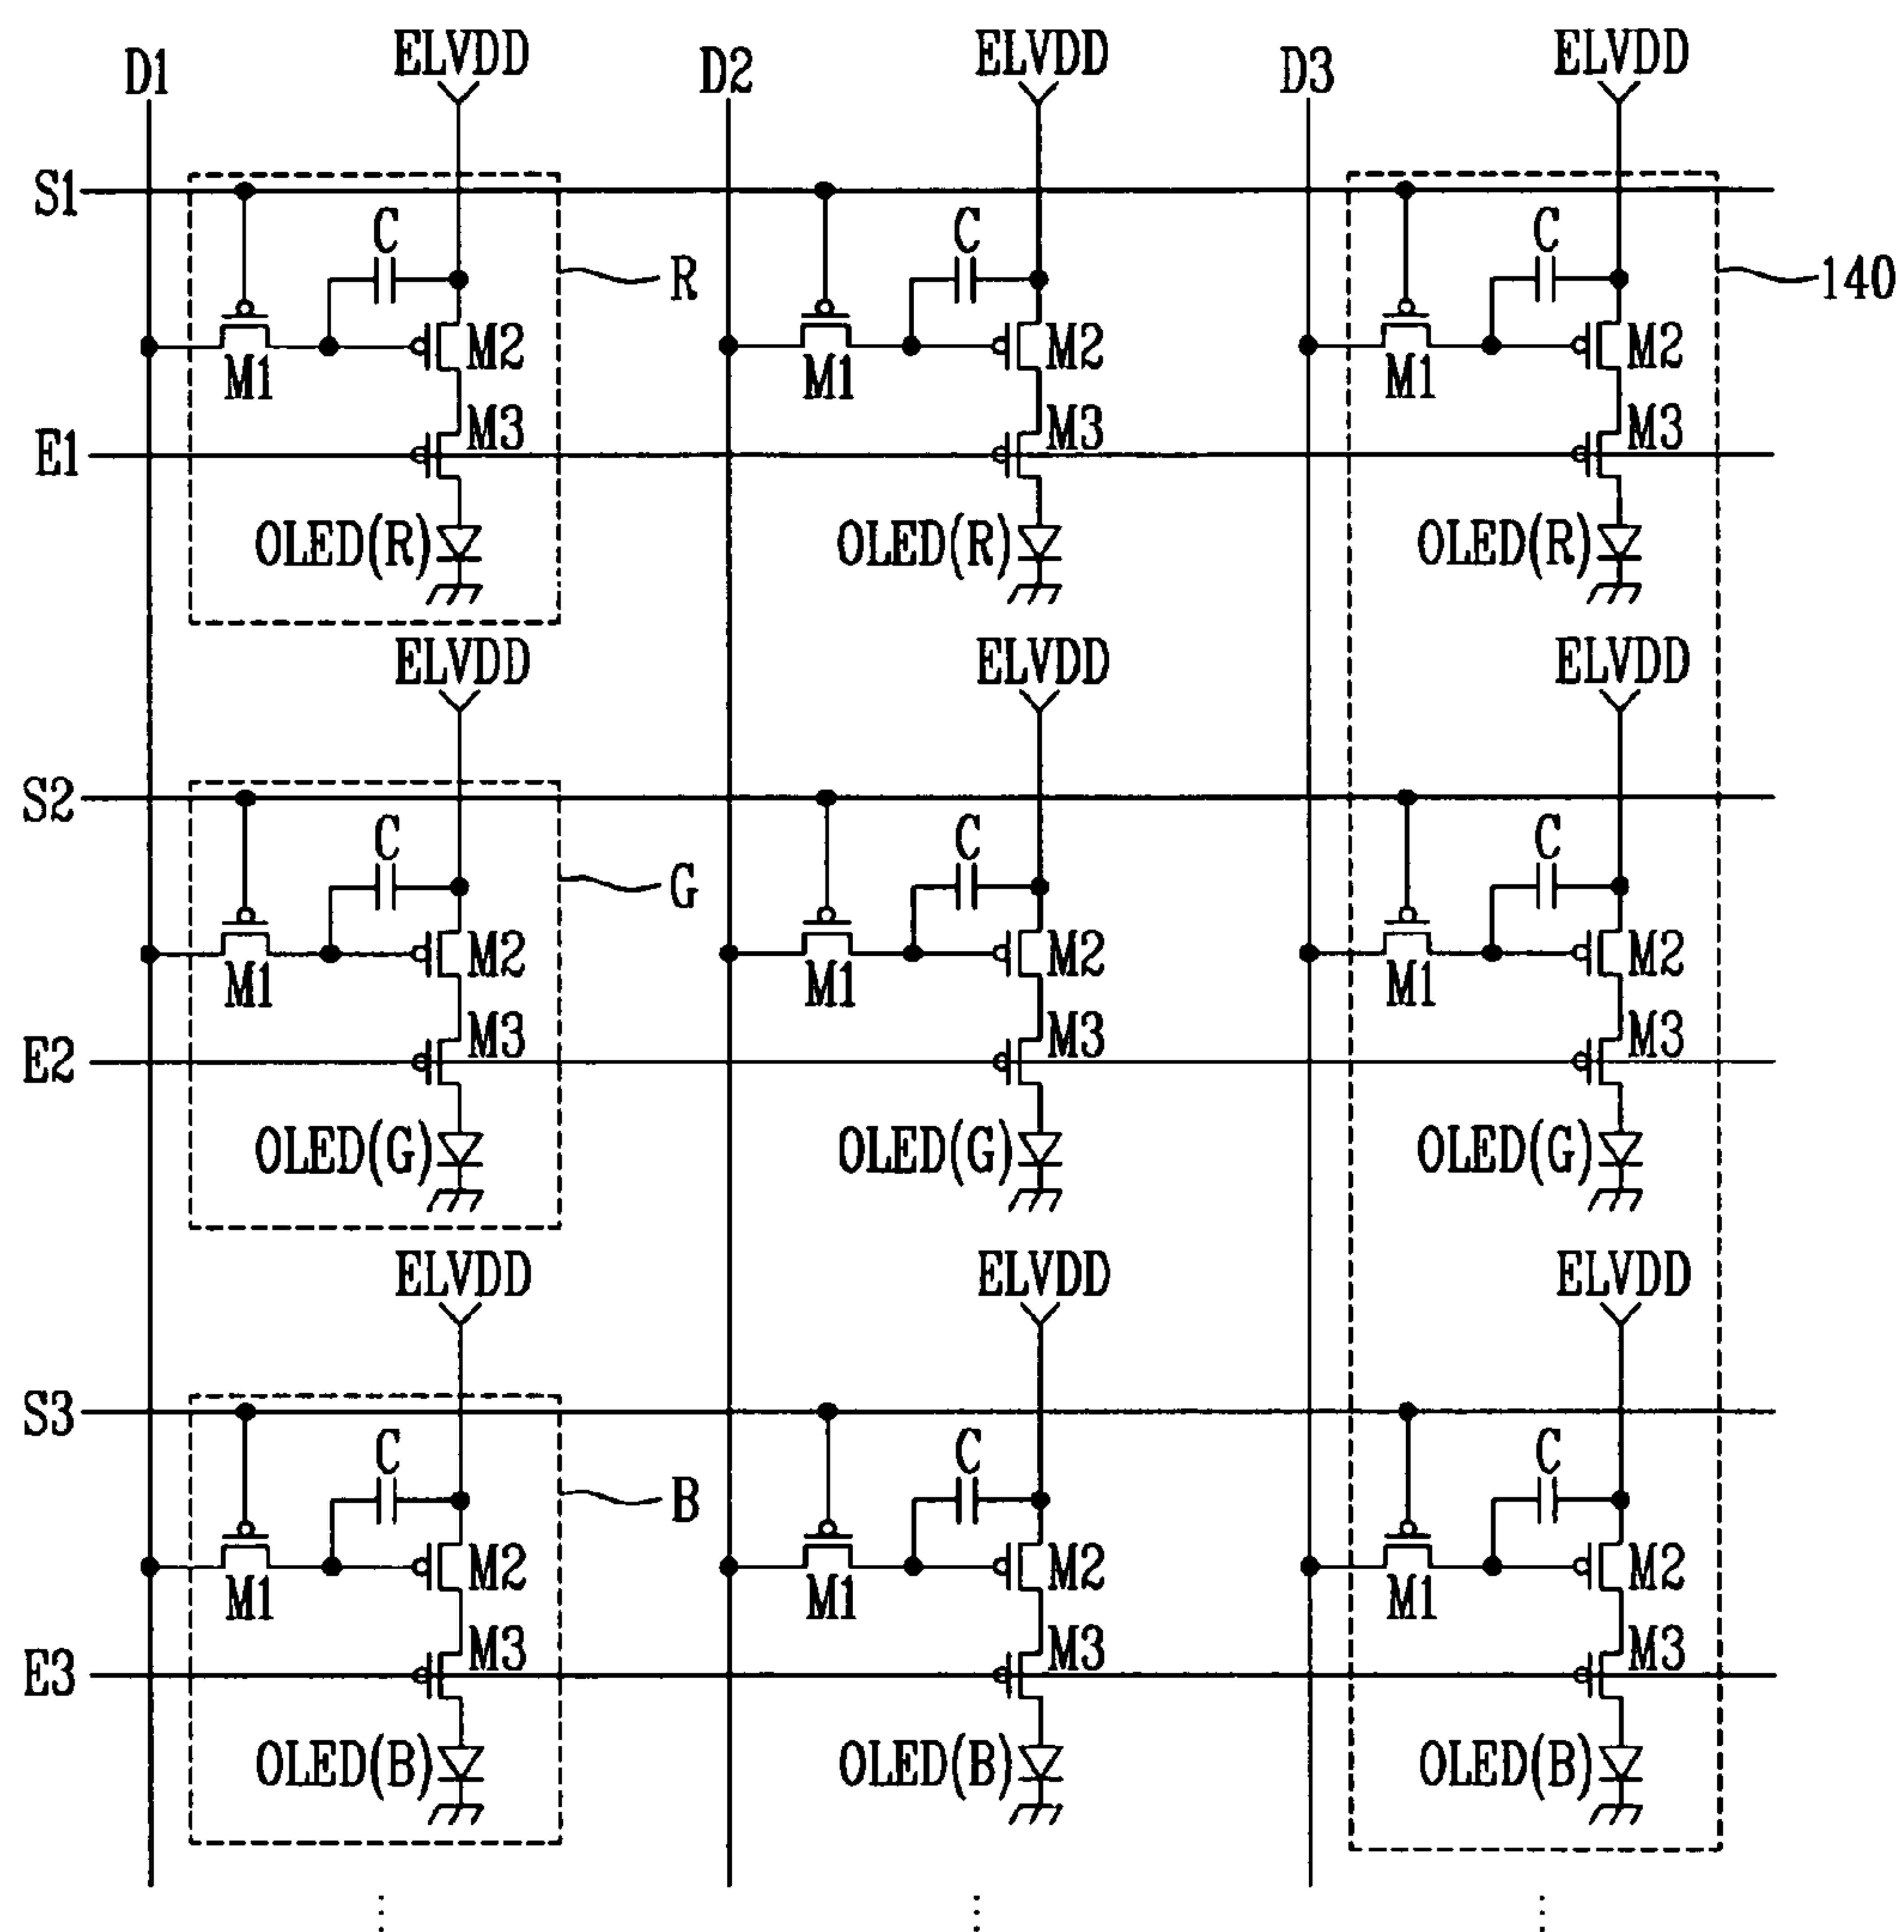 D1 ELVDD D2 ELVDD D3 ELVDD
S1
C C C
R 140
M2 M2 M2
M1 M1 M1
M3 M3 M3
E1
OLED(R) OLED(R) OLED(R)
ELVDD ELVDD ELVDD
S2
C C C
G
M2 M2 M2
M1 M1 M1
M3 M3 M3
E2
OLED(G) OLED(G) OLED(G)
ELVDD ELVDD ELVDD
S3
C C C
B
M2 M2 M2
M1 M1 M1
M3 M3 M3
E3
OLED(B) OLED(B) OLED(B)